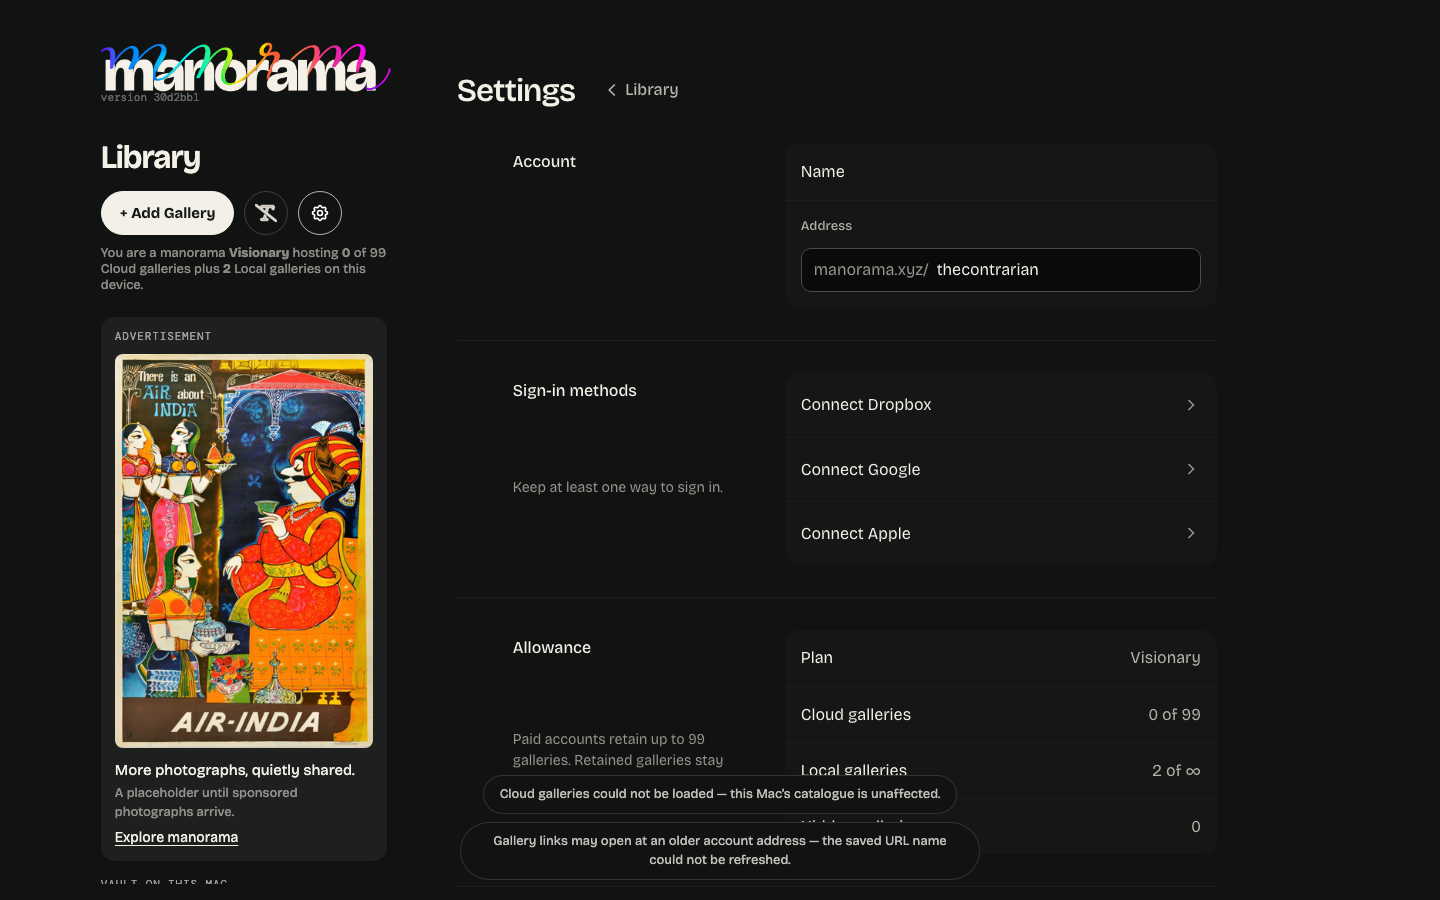 manorama
version 30d2bb1
Library
+ Add Gallery
You are a manorama Visionary hosting 0 of 99
Cloud galleries plus 2 Local galleries on this
device.
ADVERTISEMENT
There is an
AIR about
INDIA
AIR-INDIA
More photographs, quietly shared.
A placeholder until sponsored
photographs arrive.
Explore manorama
VAULT ON THIS MAC
Settings
Library
Account
Name
Address
manorama.xyz/ thecontrarian
Sign-in methods
Keep at least one way to sign in.
Connect Dropbox
Connect Google
Connect Apple
Allowance
Paid accounts retain up to 99
galleries. Retained galleries stay
Plan Visionary
Cloud galleries 0 of 99
Local galleries 2 of ∞
0
Cloud galleries could not be loaded — this Mac's catalogue is unaffected.
Gallery links may open at an older account address — the saved URL name
could not be refreshed.